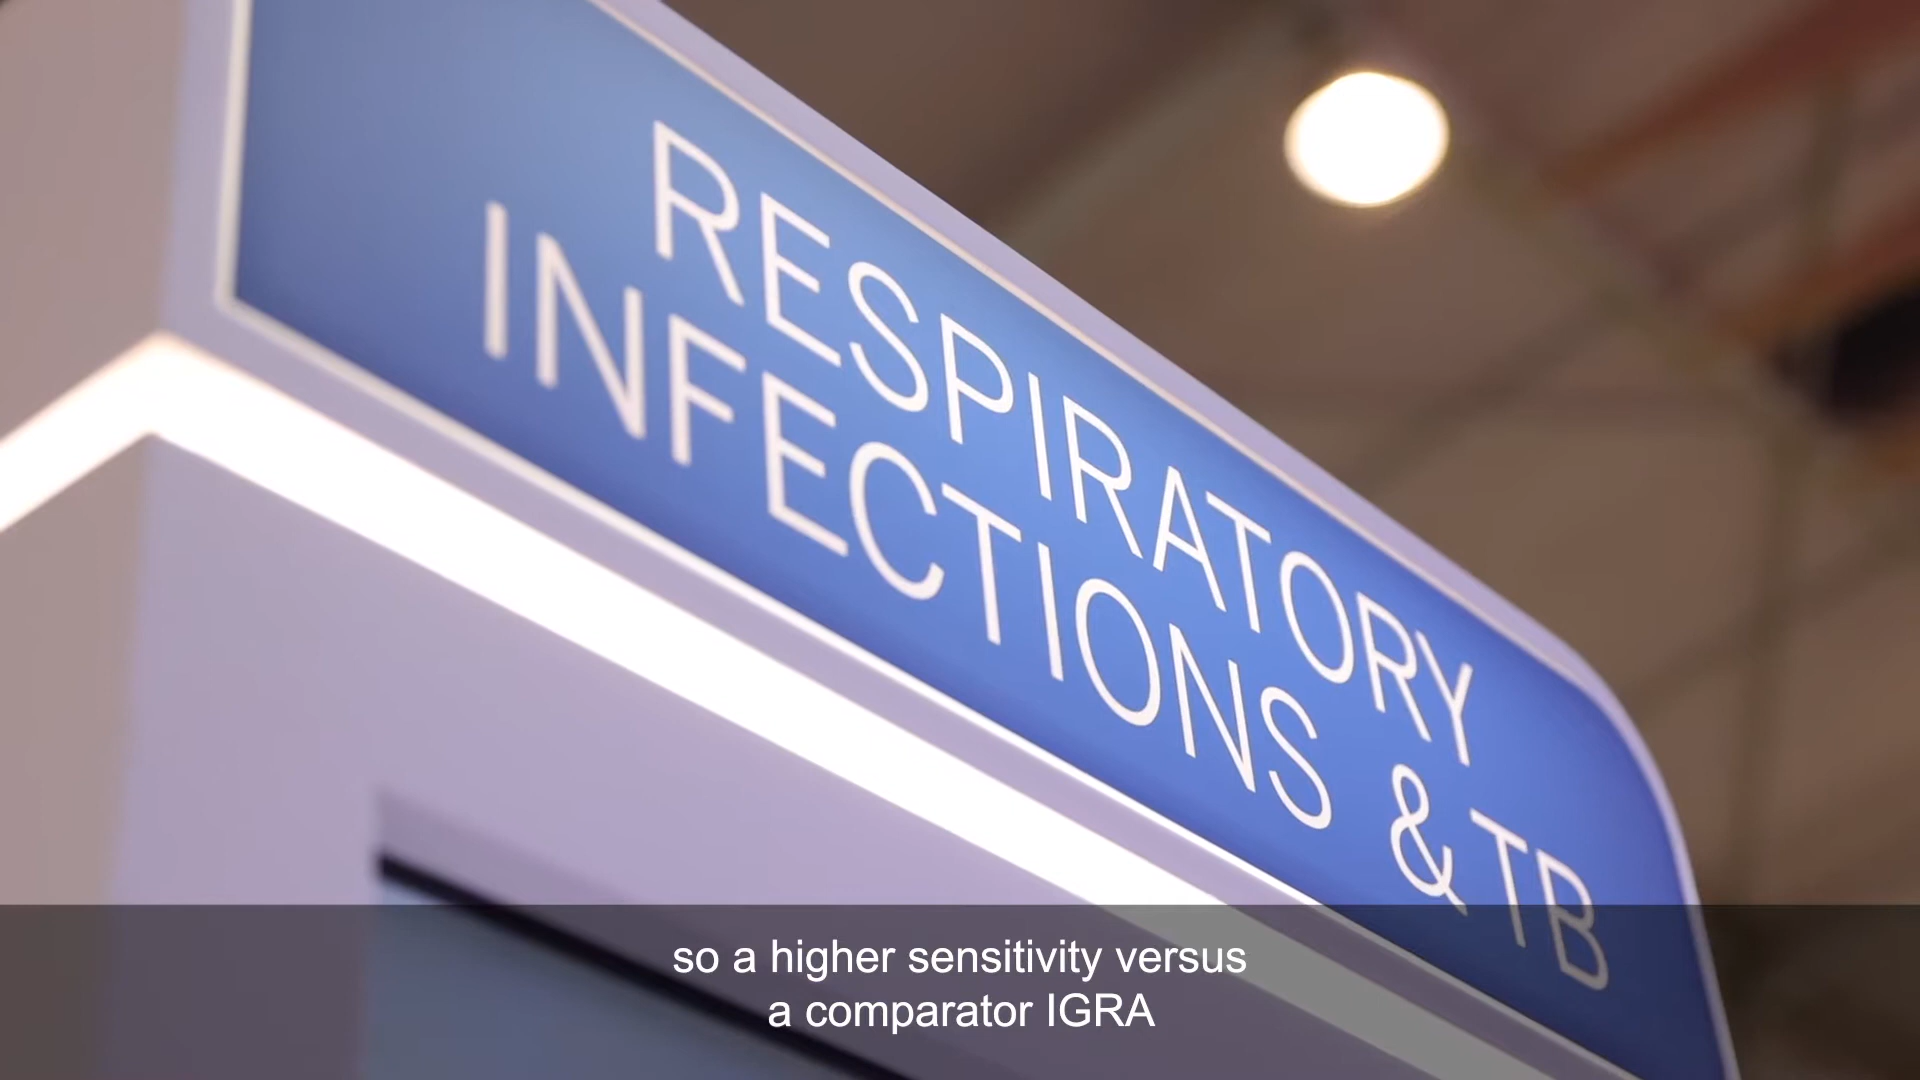 RESPIRATORY
INFECTIONS & TB
so a higher sensitivity versus
a comparator IGRA